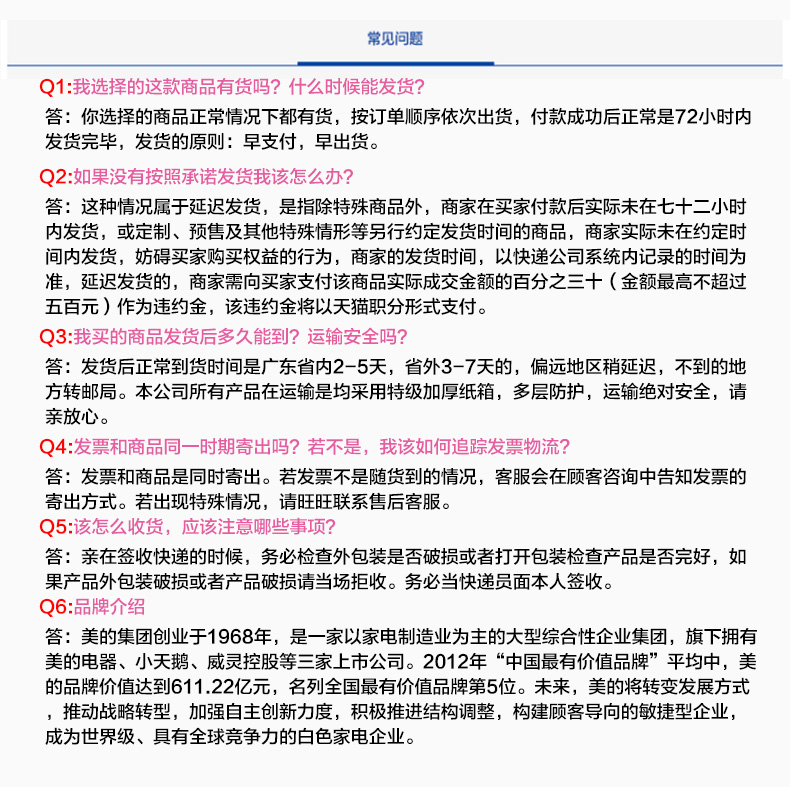 常见问题
Q1:我选择的这款商品有货吗？什么时候能发货？
答：你选择的商品正常情况下都有货，按订单顺序依次出货，付款成功后正常是72小时内
发货完毕，发货的原则：早支付，早出货。
Q2:如果没有按照承诺发货我该怎么办？
答：这种情况属于延迟发货，是指除特殊商品外，商家在买家付款后实际未在七十二小时
内发货，或定制、预售及其他特殊情形等另行约定发货时间的商品，商家实际未在约定时
间内发货，妨碍买家购买权益的行为，商家的发货时间，以快递公司系统内记录的时间为
准，延迟发货的，商家需向买家支付该商品实际成交金额的百分之三十（金额最高不超过
五百元）作为违约金，该违约金将以天猫职分形式支付。
Q3:我买的商品发货后多久能到？运输安全吗？
答：发货后正常到货时间是广东省内2-5天，省外3-7天的，偏远地区稍延迟，不到的地
方转邮局。本公司所有产品在运输是均采用特级加厚纸箱，多层防护，运输绝对安全，请
亲放心。
Q4:发票和商品同一时期寄出吗？若不是，我该如何追踪发票物流？
答：发票和商品是同时寄出。若发票不是随货到的情况，客服会在顾客咨询中告知发票的
寄出方式。若出现特殊情况，请旺旺联系售后客服。
Q5:该怎么收货，应该注意哪些事项？
答：亲在签收快递的时候，务必检查外包装是否破损或者打开包装检查产品是否完好，如
果产品外包装破损或者产品破损请当场拒收。务必当快递员面本人签收。
Q6:品牌介绍
答：美的集团创业于1968年，是一家以家电制造业为主的大型综合性企业集团，旗下拥有
美的电器、小天鹅、威灵控股等三家上市公司。2012年“中国最有价值品牌”平均中，美
的品牌价值达到611.22亿元，名列全国最有价值品牌第5位。未来，美的将转变发展方式
，推动战略转型，加强自主创新力度，积极推进结构调整，构建顾客导向的敏捷型企业，
成为世界级、具有全球竞争力的白色家电企业。